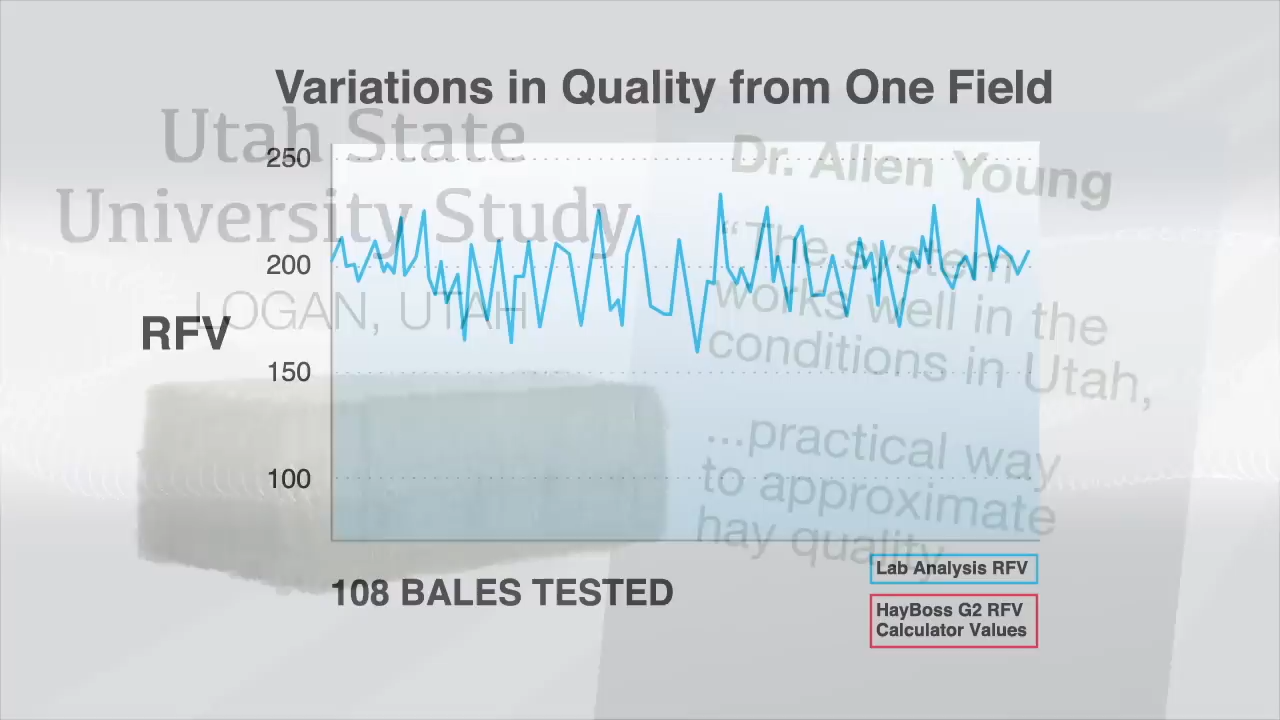 Variations in Quality from One Field
Utah State
University Study
LOGAN, UTAH
250
200
150
100
RFV
108 BALES TESTED
Dr. Allen Young
“The system
works well in the
conditions in Utah,
...practical way
to approximate
hay quality
Lab Analysis RFV
HayBoss G2 RFV
Calculator Values